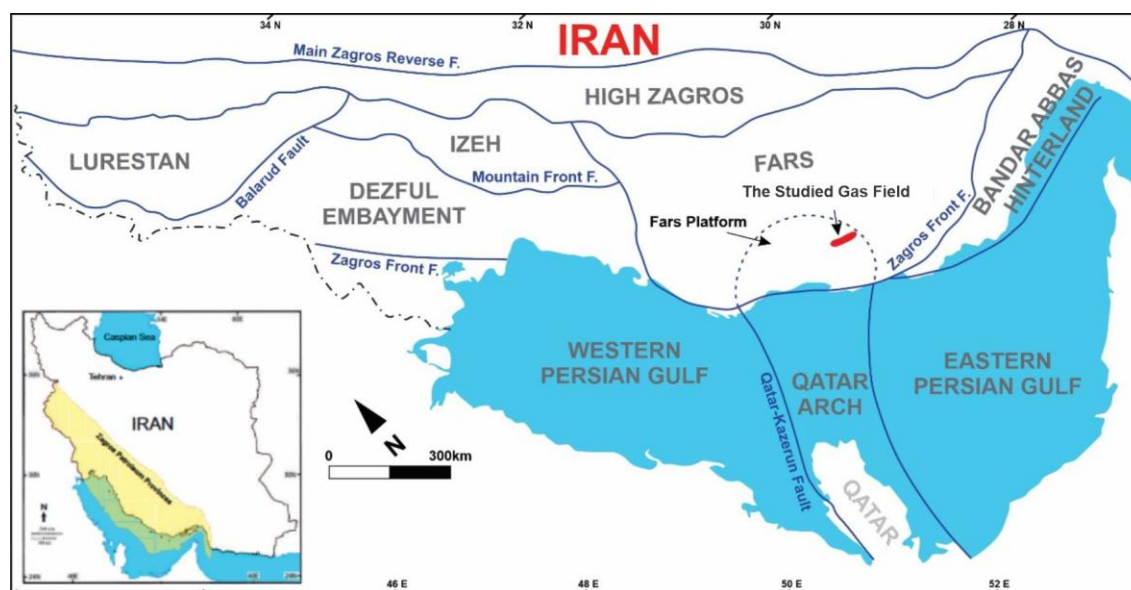 34 N
32 N
30 N
28 N
IRAN
Main Zagros Reverse F.
HIGH ZAGROS
BANDAR ABBAS
HINTERLAND
LURESTAN
Balarud Fault
IZEH
Mountain Front F.
FARS
DEZFUL
EMBAYMENT
The Studied Gas Field
Fars Platform
Zagros Front F.
Zagros Front F.
WESTERN
PERSIAN GULF
QATAR
ARCH
EASTERN
PERSIAN GULF
Qatar-Kazerun Fault
QATAR
N
0 300km
Caspian Sea
Tehran
IRAN
Zagros Petroleum Provinces
N
46 E
48 E
50 E
52 E